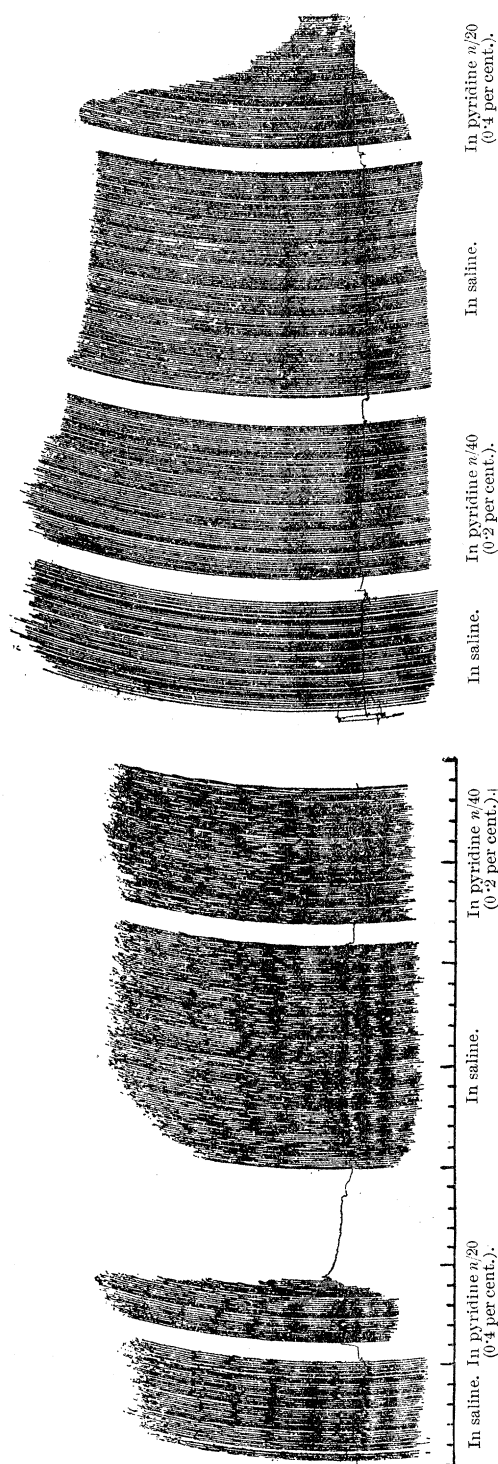 In saline.
In pyridine n/20
(0·4 per cent.).
In saline.
In pyridine n/40
(0·2 per cent.).
In saline.
In pyridine n/40
(0·2 per cent.).
In saline.
In pyridine n/20
(0·4 per cent.).